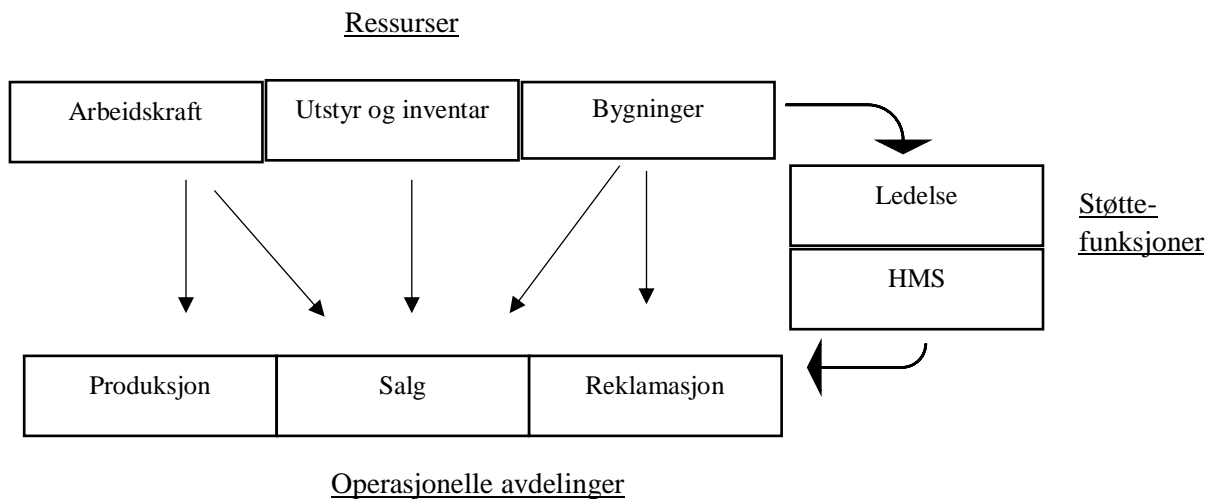 Ressurser
Arbeidskraft
Utstyr og inventar
Bygninger
Ledelse
HMS
Støtte-
funksjoner
Produksjon
Salg
Reklamasjon
Operasjonelle avdelinger